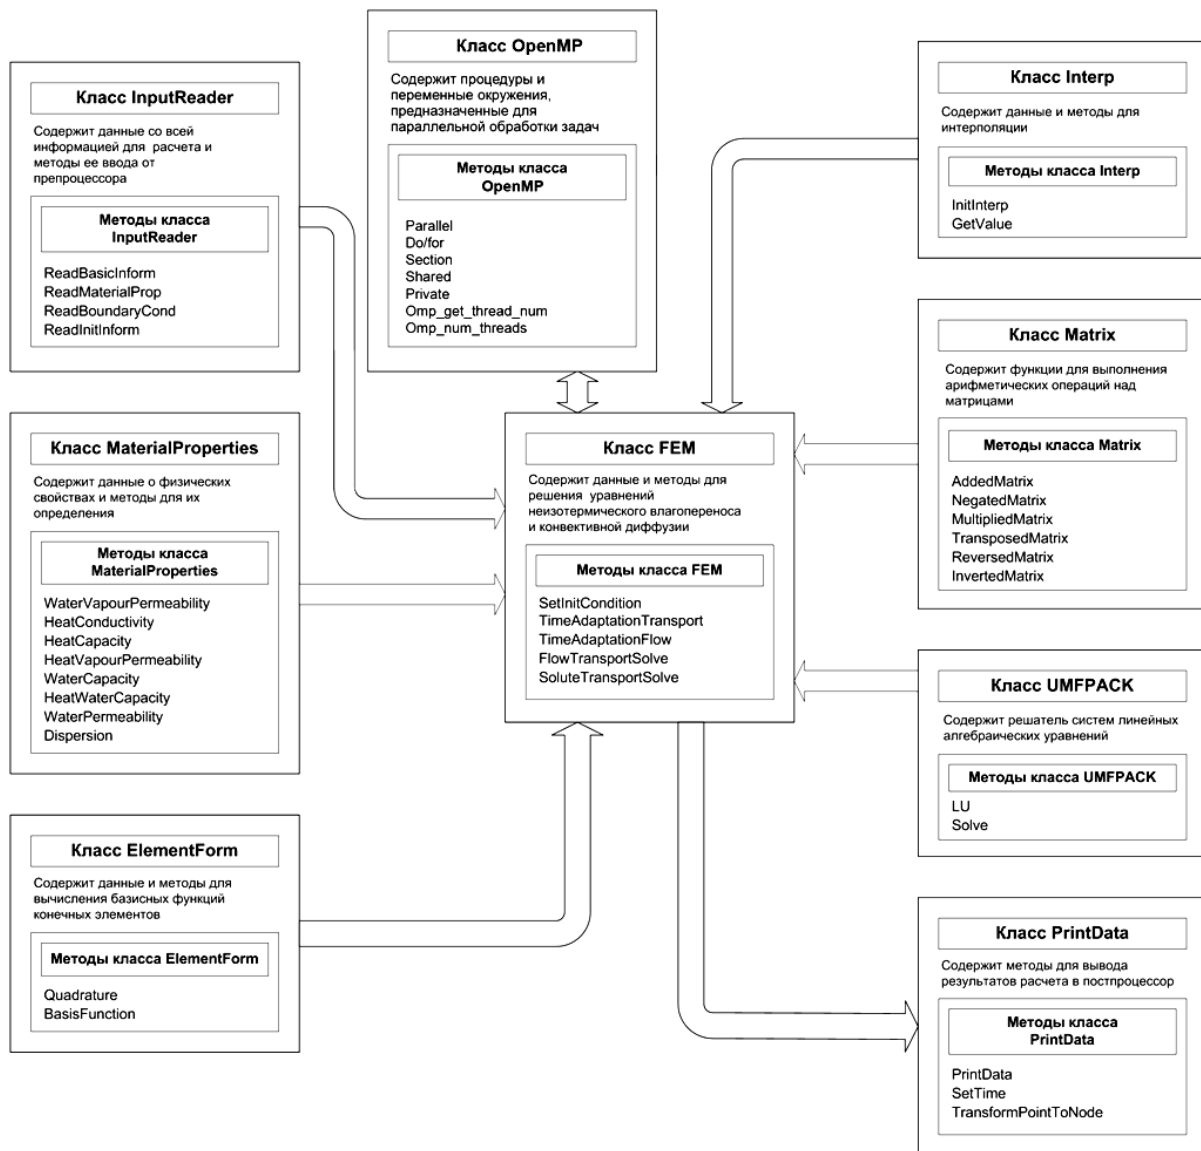 Класс OpenMP
Содержит процедуры и
переменные окружения,
предназначенные для
параллельной обработки задач
Методы класса
OpenMP
Parallel
Do/for
Section
Shared
Private
Omp_get_thread_num
Omp_num_threads
Класс InputReader
Содержит данные со всей
информацией для расчета и
методы ее ввода от
препроцессора
Методы класса
InputReader
ReadBasicInform
ReadMaterialProp
ReadBoundaryCond
ReadInitInform
Класс MaterialProperties
Содержит данные о физических
свойствах и методы для их
определения
Методы класса
MaterialProperties
WaterVapourPermeability
HeatConductivity
HeatCapacity
HeatVapourPermeability
WaterCapacity
HeatWaterCapacity
WaterPermeability
Dispersion
Класс ElementForm
Содержит данные и методы для
вычисления базисных функций
конечных элементов
Методы класса ElementForm
Quadrature
BasisFunction
Класс FEM
Содержит данные и методы для
решения уравнений
неизотермического влагопереноса
и конвективной диффузии
Методы класса FEM
SetInitCondition
TimeAdaptationTransport
TimeAdaptationFlow
FlowTransportSolve
SoluteTransportSolve
Класс Interp
Содержит данные и методы для
интерполяции
Методы класса Interp
InitInterp
GetValue
Класс Matrix
Содержит функции для выполнения
арифметических операций над
матрицами
Методы класса Matrix
AddedMatrix
NegatedMatrix
MultipliedMatrix
TransposedMatrix
ReversedMatrix
InvertedMatrix
Класс UMFPACK
Содержит решатель систем линейных
алгебраических уравнений
Методы класса UMFPACK
LU
Solve
Класс PrintData
Содержит методы для вывода
результатов расчета в постпроцессор
Методы класса
PrintData
PrintData
SetTime
TransformPointToNode